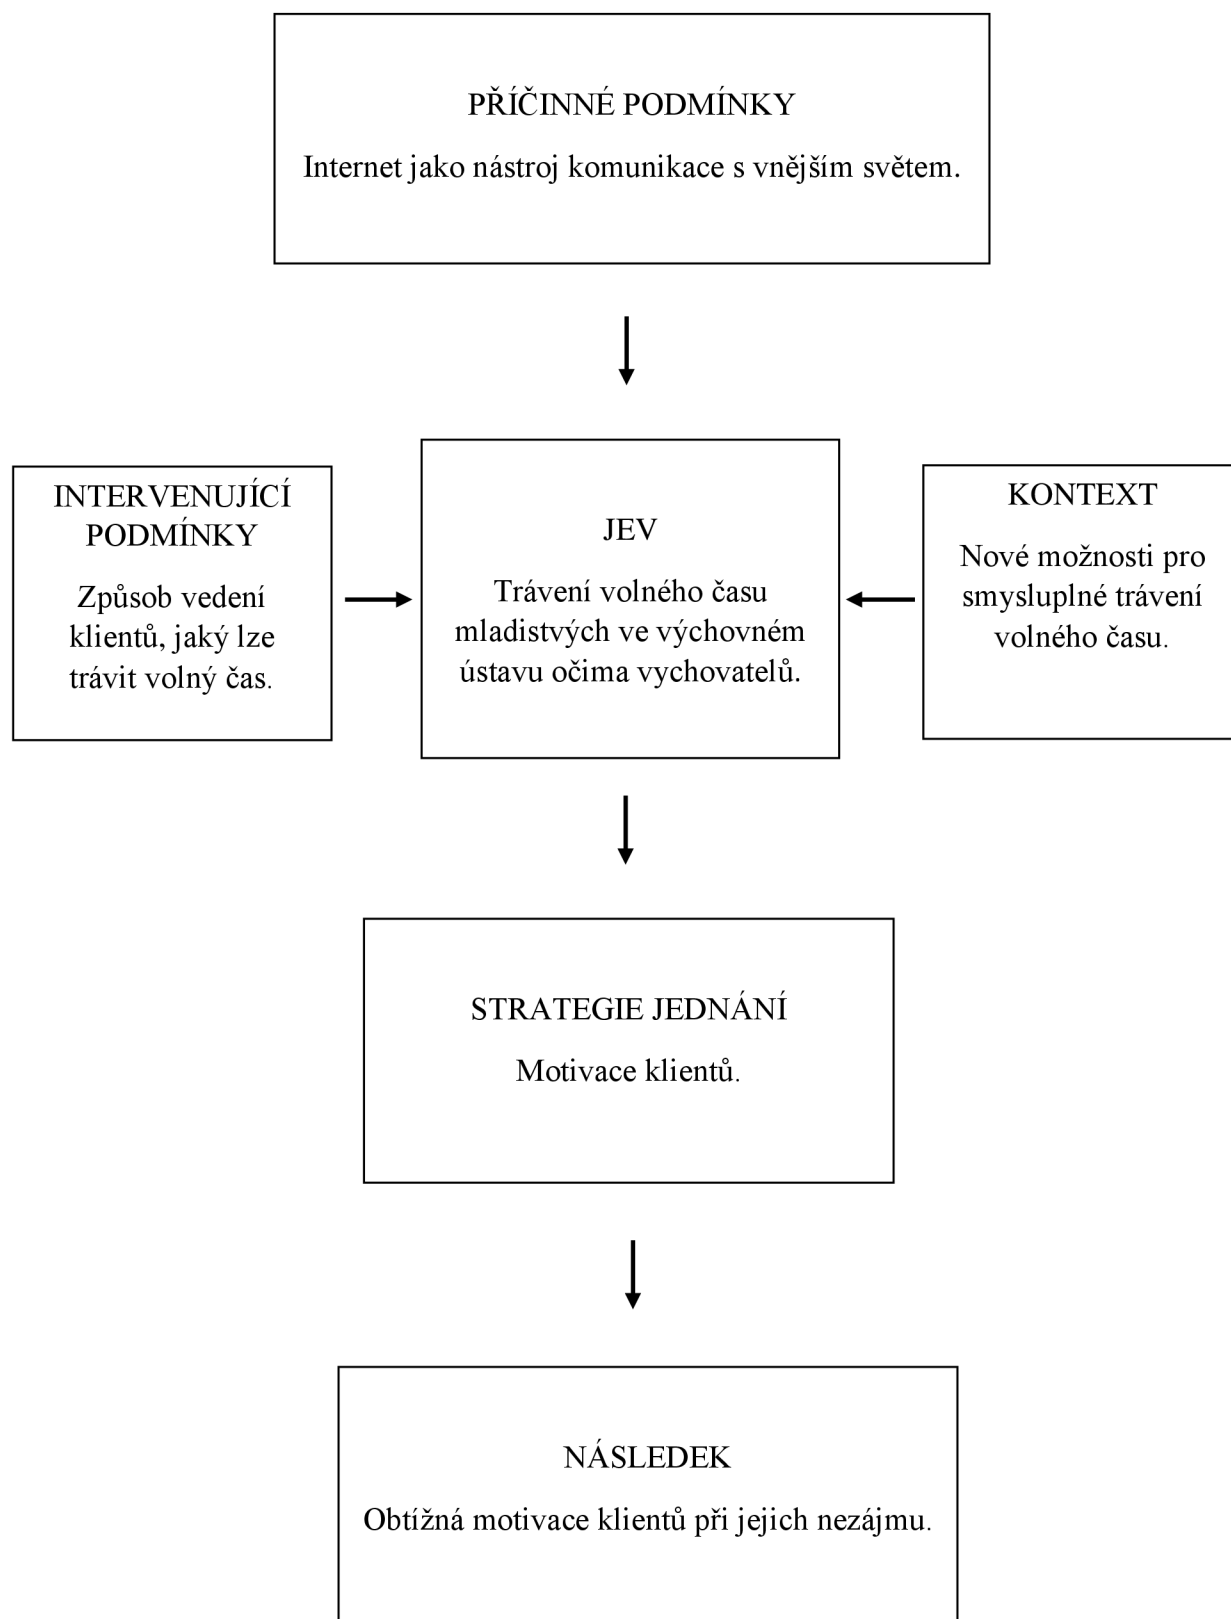 PŘÍČINNÉ PODMÍNKY
Internet jako nástroj komunikace s vnějším světem.
INTERVENUJÍCÍ
PODMÍNKY
Způsob vedení
klientů, jaký lze
trávit volný čas.
JEV
Trávení volného času
mladistvých ve výchovném
ústavu očima vychovatelů.
KONTEXT
Nové možnosti pro
smysluplné trávení
volného času.
STRATEGIE JEDNÁNÍ
Motivace klientů.
NÁSLEDEK
Obtížná motivace klientů při jejich nezájmu.